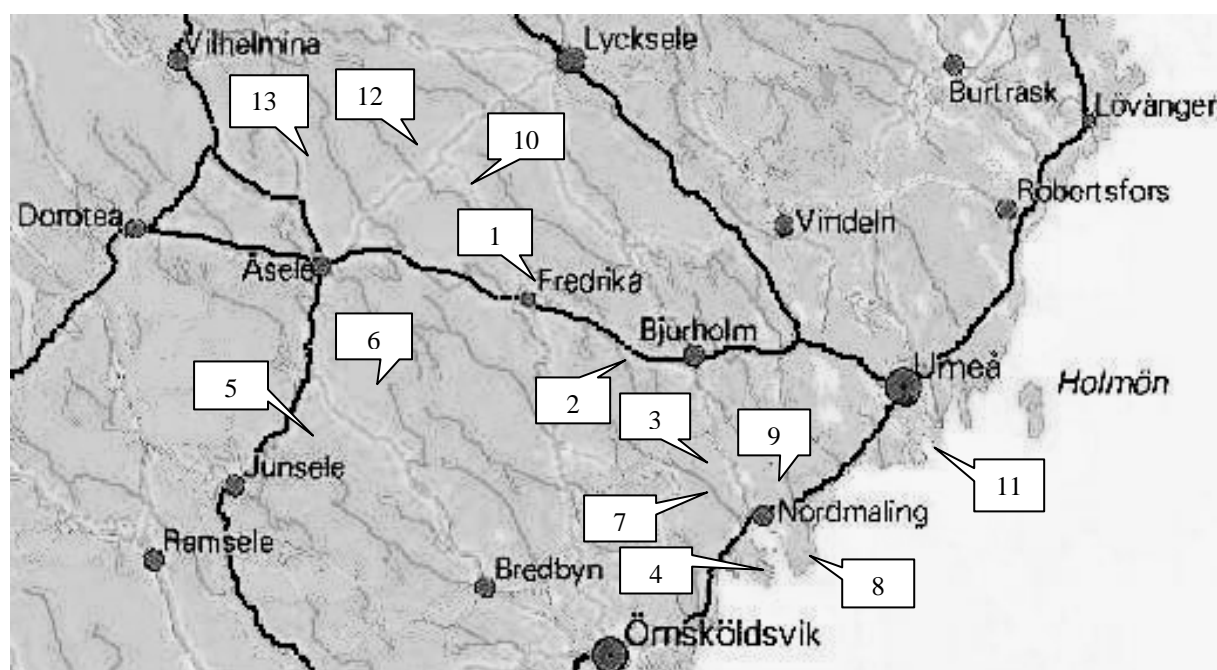 Lycksele
Vilhelmina
Burträsk
13
12
Lövånger
10
Robertsfors
Dorotea
Vindeln
1
Åsele
Fredrika
6
Bjurholm
Umeå
Holmön
5
2
3
9
Junsele
11
7
Nordmaling
Ramsele
Bredbyn
4
8
Örnsköldsvik